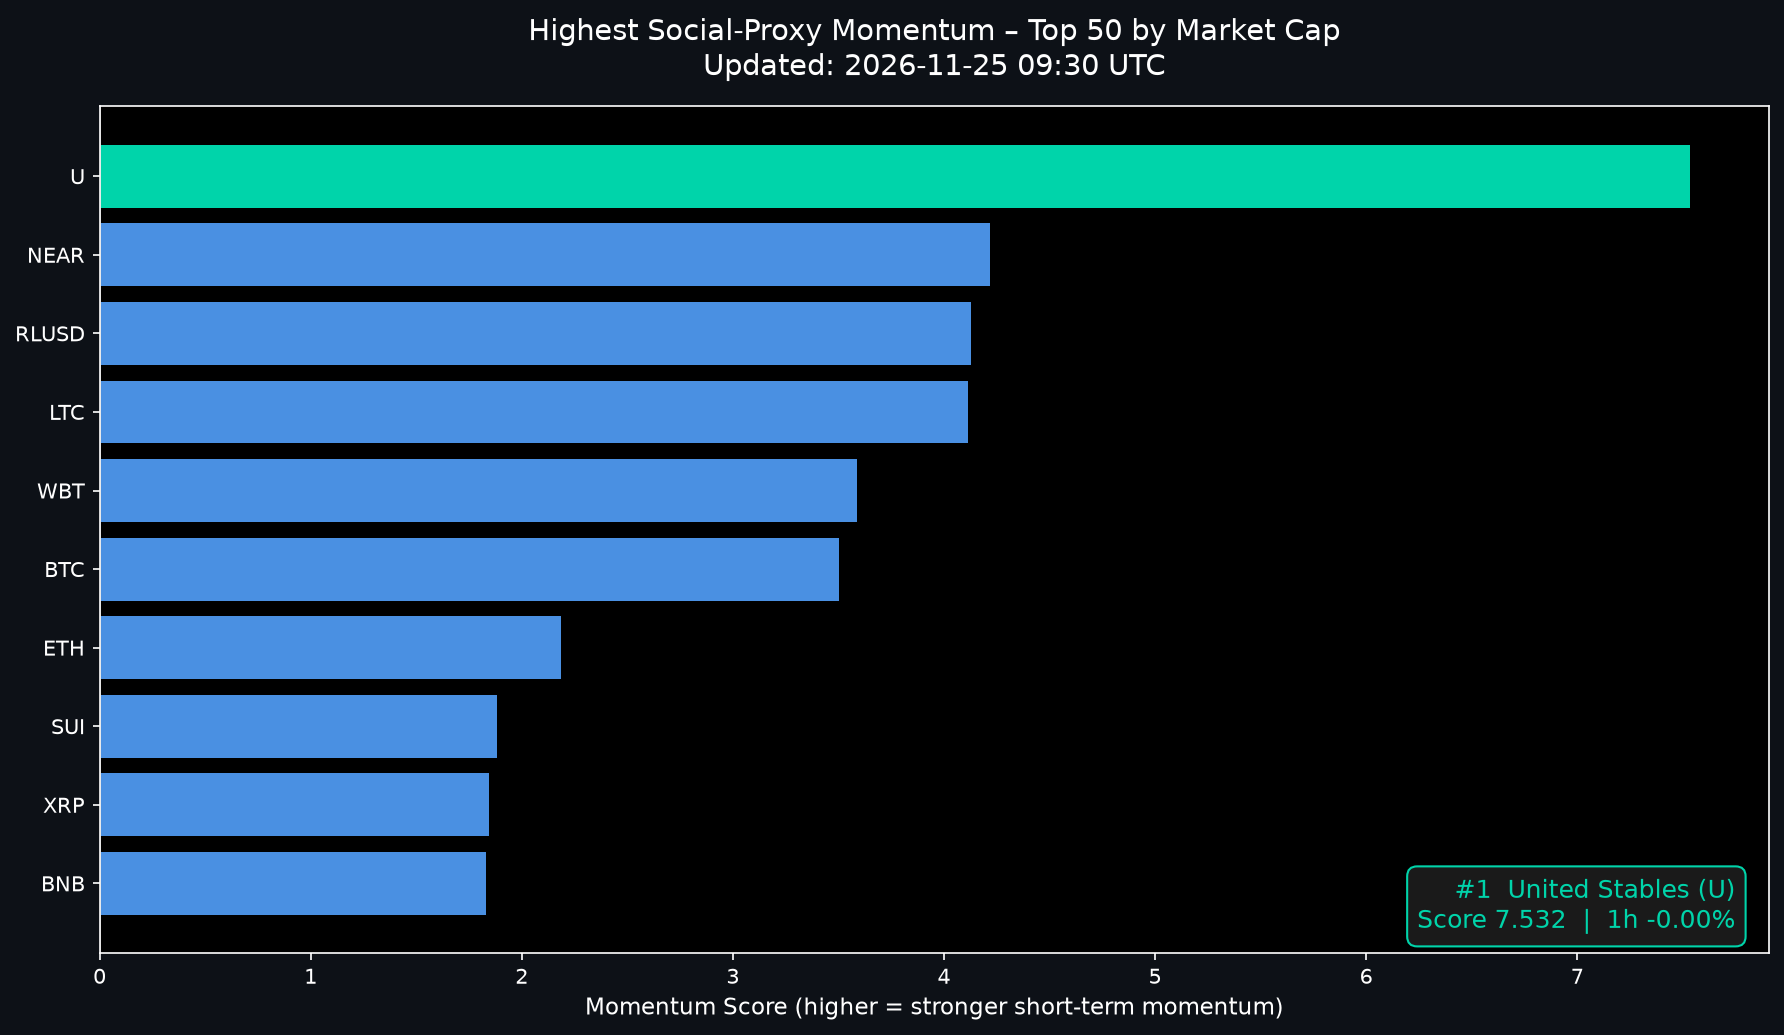 Highest Social-Proxy Momentum – Top 50 by Market Cap
Updated: 2026-11-25 09:30 UTC
U
NEAR
RLUSD
LTC
WBT
BTC
ETH
SUI
XRP
BNB
#1  United Stables (U)
Score 7.532  |  1h -0.00%
0 1 2 3 4 5 6 7
Momentum Score (higher = stronger short-term momentum)